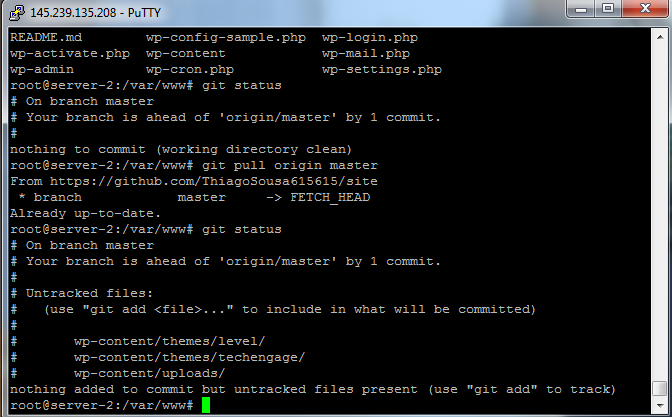 145.239.135.208 - PuTTY
README.md wp-config-sample.php wp-login.php
wp-activate.php wp-content wp-mail.php
wp-admin wp-cron.php wp-settings.php
root@server-2:/var/www# git status
# On branch master
# Your branch is ahead of 'origin/master' by 1 commit.
#
nothing to commit (working directory clean)
root@server-2:/var/www# git pull origin master
From https://github.com/ThiagoSousa615615/site
 * branch master -> FETCH_HEAD
Already up-to-date.
root@server-2:/var/www# git status
# On branch master
# Your branch is ahead of 'origin/master' by 1 commit.
#
# Untracked files:
#   (use "git add <file>..." to include in what will be committed)
#
#       wp-content/themes/level/
#       wp-content/themes/techengage/
#       wp-content/uploads/
nothing added to commit but untracked files present (use "git add" to track)
root@server-2:/var/www#